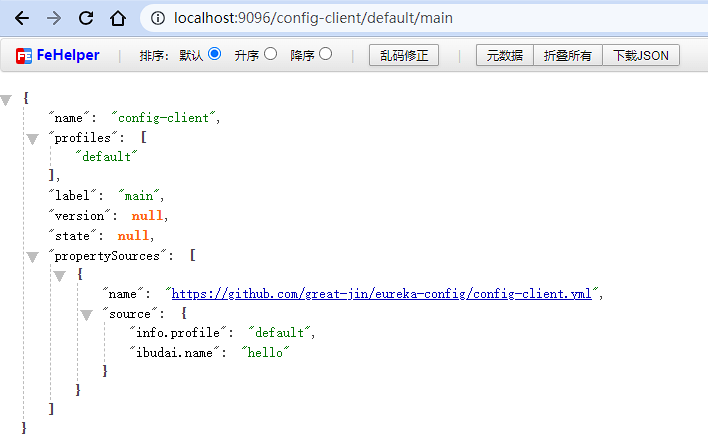 localhost:9096/config-client/default/main
FeHelper | 排序: 默认 升序 降序 | 乱码修正 | 元数据 折叠所有 下载JSON
{
"name": "config-client",
"profiles": [
"default"
],
"label": "main",
"version": null,
"state": null,
"propertySources": [
{
"name": "https://github.com/great-jin/eureka-config/config-client.yml",
"source": {
"info.profile": "default",
"ibudai.name": "hello"
}
}
]
}